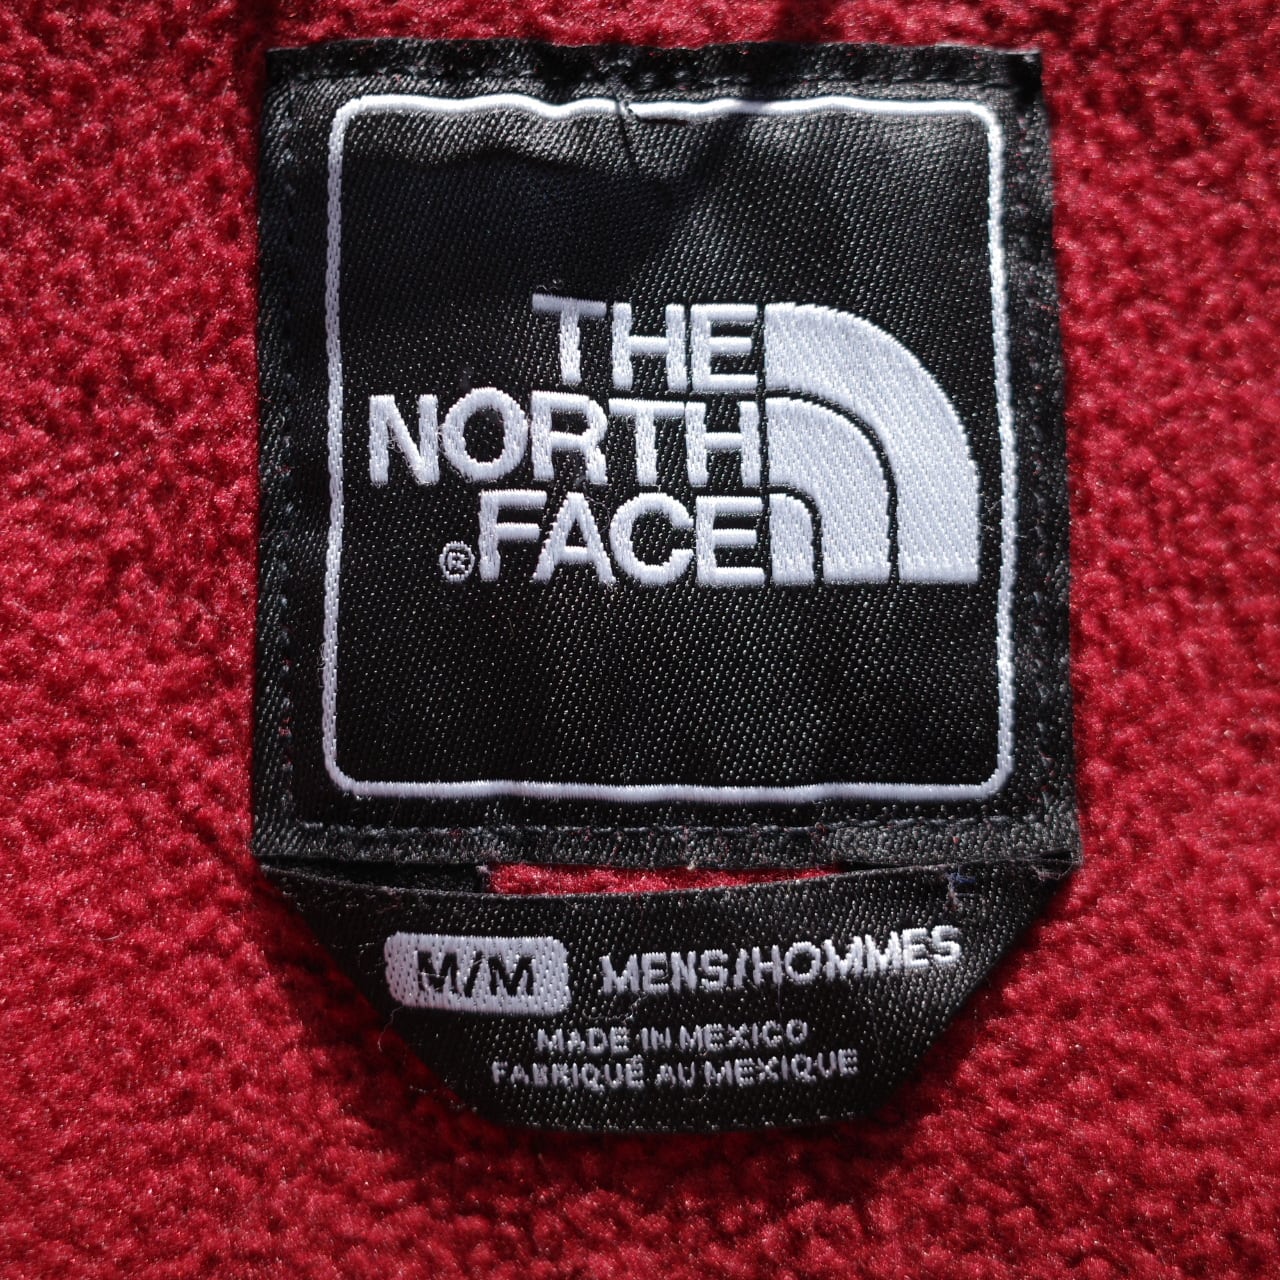 THE
NORTH
®FACE
M/M MENS/HOMMES
MADE IN MEXICO
FABRIQUÉ AU MEXIQUE